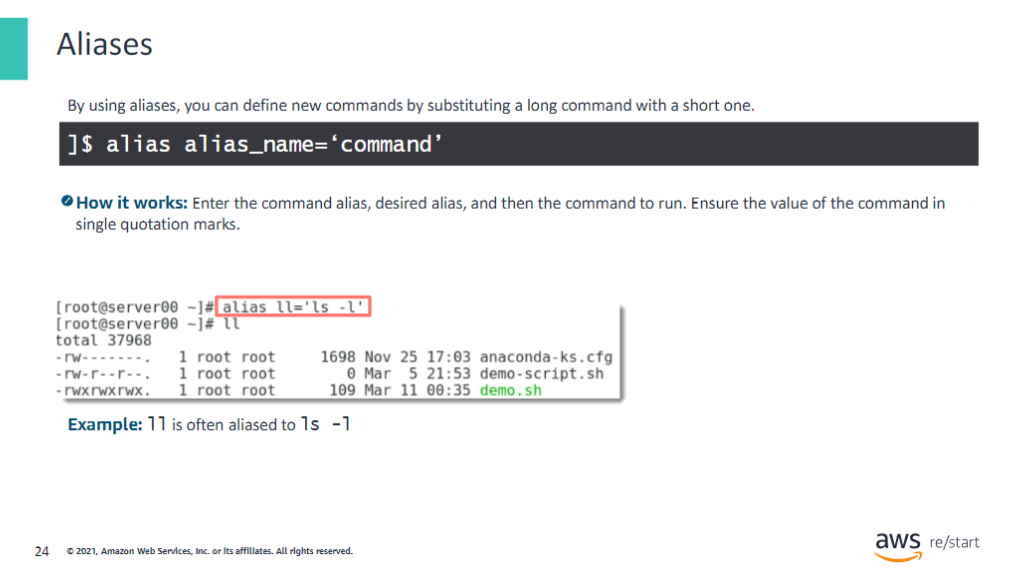 Aliases
By using aliases, you can define new commands by substituting a long command with a short one.
]$ alias alias_name=‘command’
How it works: Enter the command alias, desired alias, and then the command to run. Ensure the value of the command in
single quotation marks.
[root@server00 ~]# alias ll='ls -l'
[root@server00 ~]# ll
total 37968
-rw-------. 1 root root 1698 Nov 25 17:03 anaconda-ks.cfg
-rw-r--r--. 1 root root 0 Mar 5 21:53 demo-script.sh
-rwxrwxrwx. 1 root root 109 Mar 11 00:35 demo.sh
Example: ll is often aliased to ls -l
24 © 2021, Amazon Web Services, Inc. or its affiliates. All rights reserved.
aws re/start